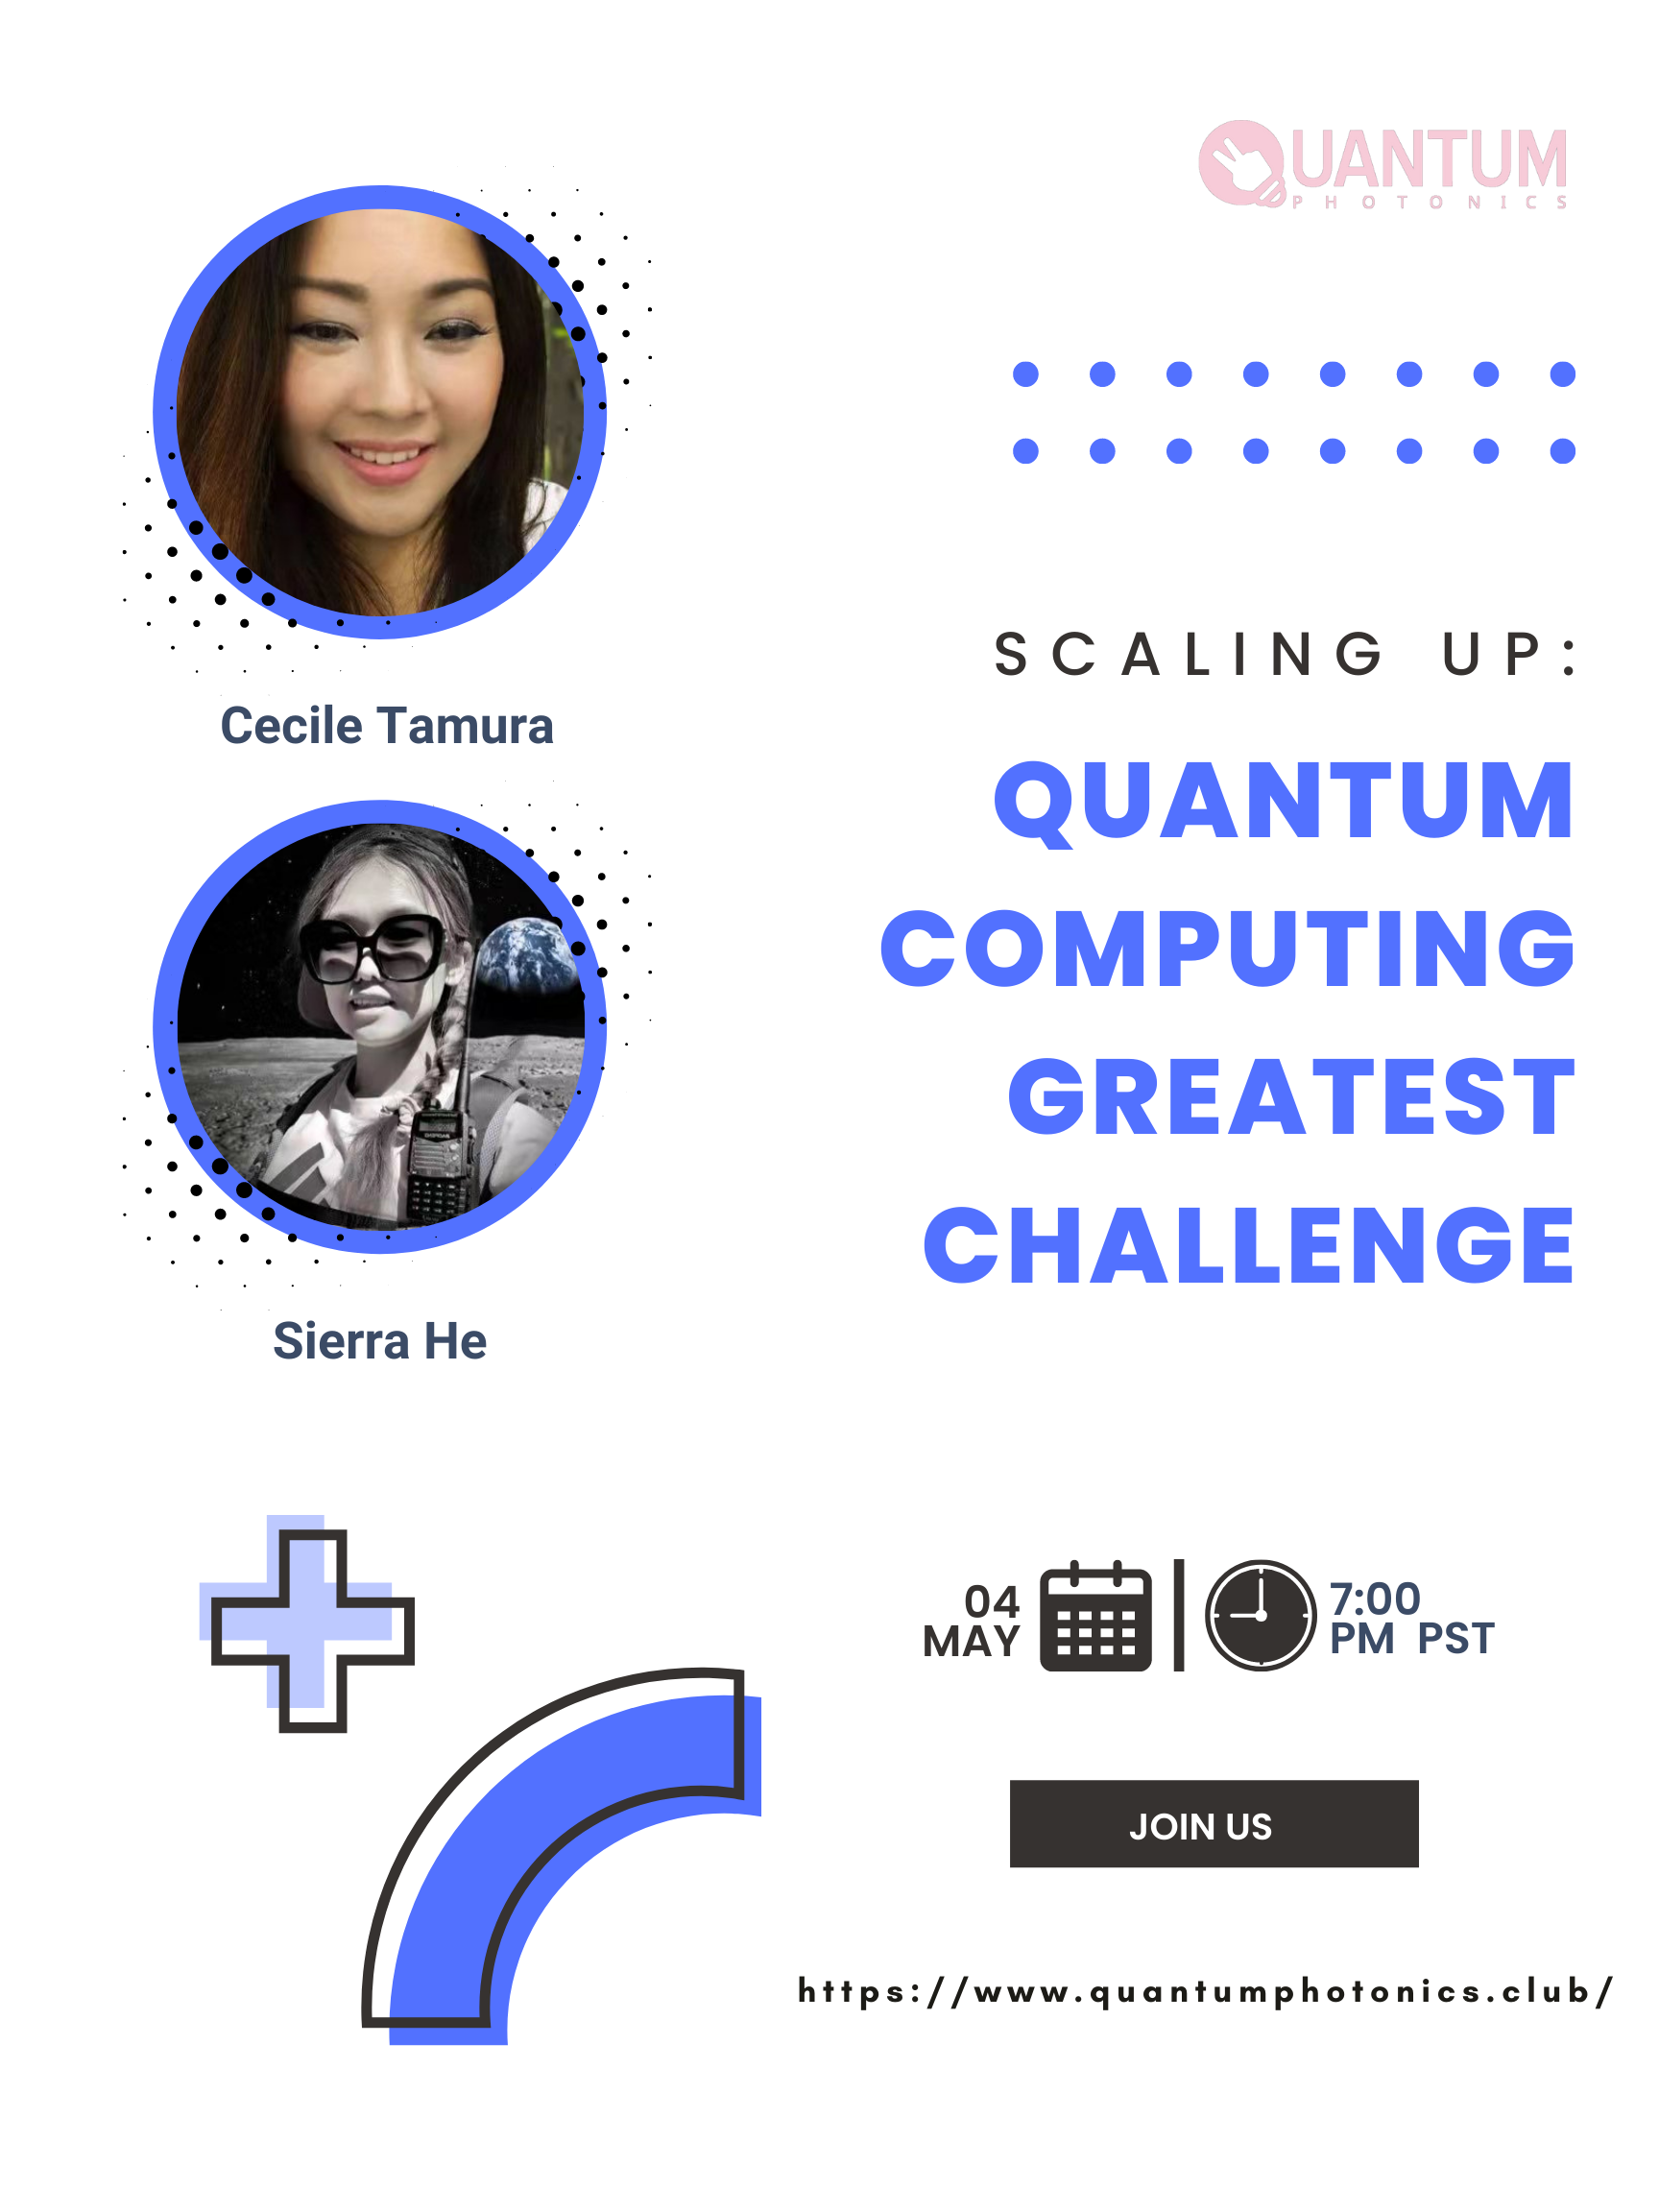 QUANTUM
PHOTONICS
Cecile Tamura
Sierra He
SCALING UP:
QUANTUM
COMPUTING
GREATEST
CHALLENGE
04
MAY
7:00
PM PST
JOIN US
https://www.quantumphotonics.club/